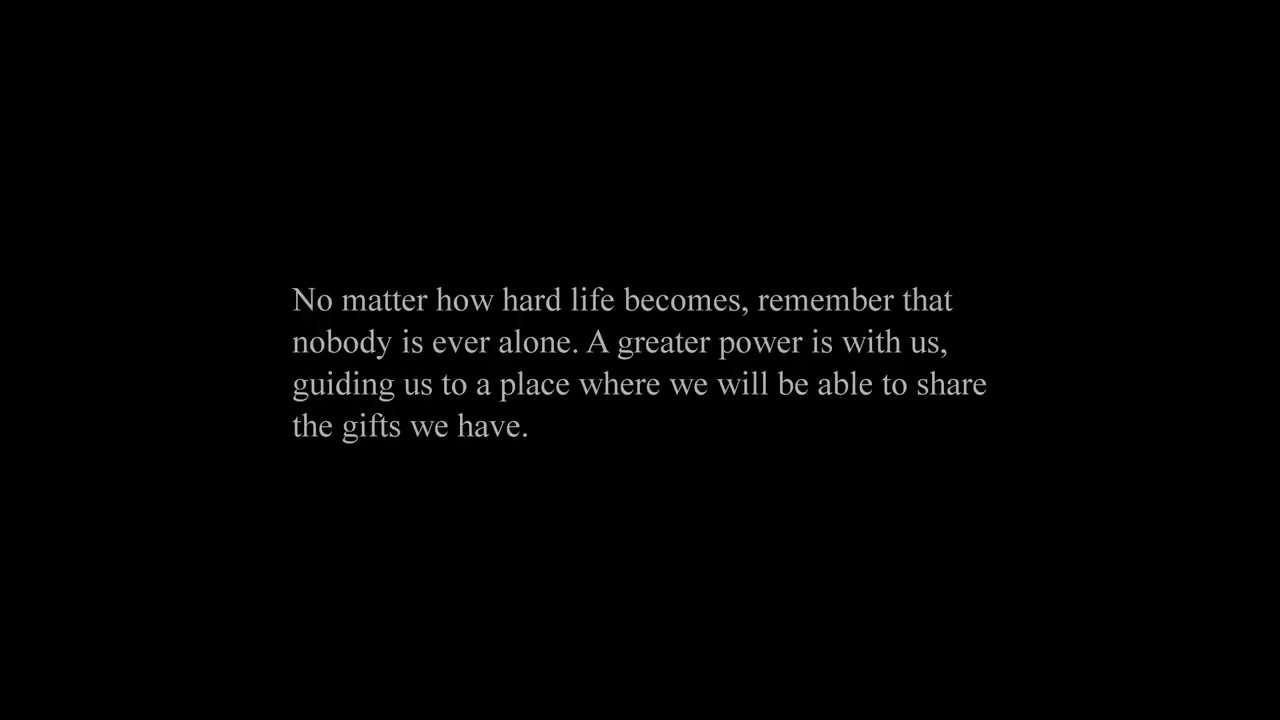 No matter how hard life becomes, remember that
nobody is ever alone. A greater power is with us,
guiding us to a place where we will be able to share
the gifts we have.